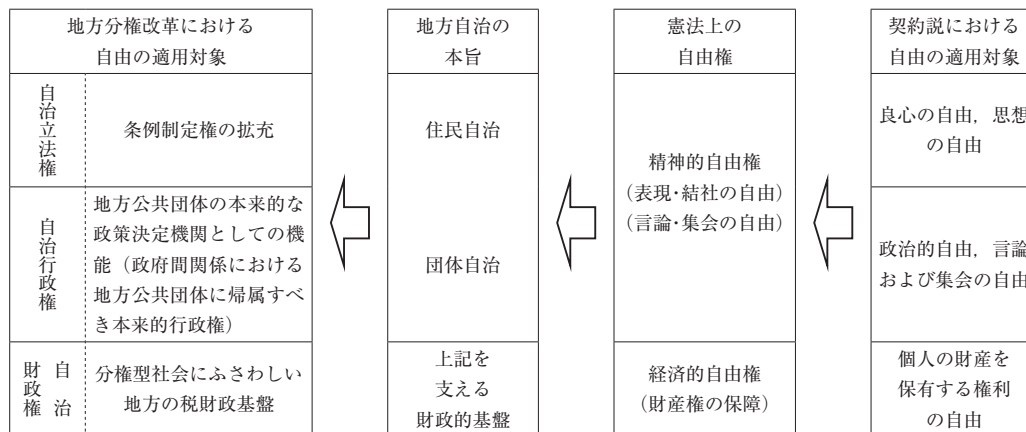 地方分権改革における
自由の適用対象
自治立法権
条例制定権の拡充
自治行政権
地方公共団体の本来的な
政策決定機関としての機
能（政府間関係における
地方公共団体に帰属すべ
き本来的行政権）
自治
財政権
分権型社会にふさわしい
地方の税財政基盤
地方自治の
本旨
住民自治
団体自治
上記を
支える
財政的基盤
憲法上の
自由権
精神的自由権
（表現・結社の自由）
（言論・集会の自由）
経済的自由権
（財産権の保障）
契約説における
自由の適用対象
良心の自由，思想
の自由
政治的自由，言論
および集会の自由
個人の財産を
保有する権利
の自由